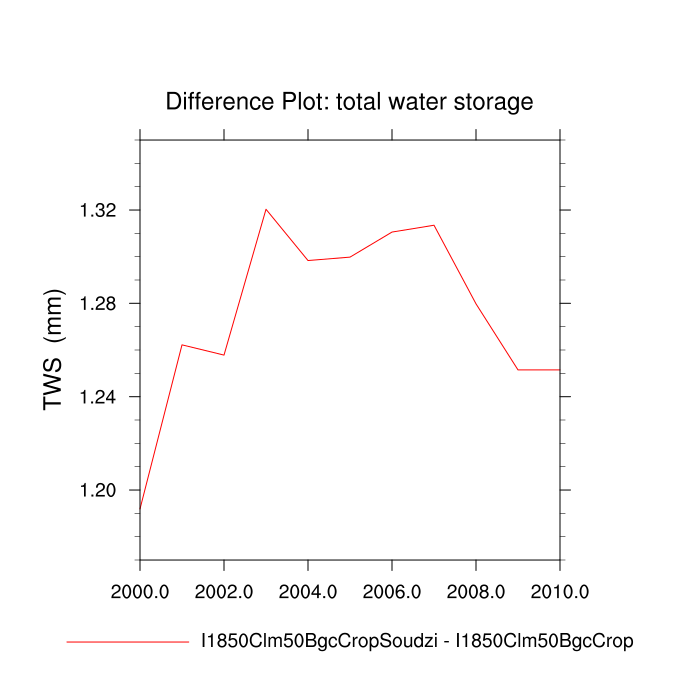 Difference Plot: total water storage
TWS (mm)
1.32
1.28
1.24
1.20
2000.0 2002.0 2004.0 2006.0 2008.0 2010.0
I1850Clm50BgcCropSoudzi - I1850Clm50BgcCrop